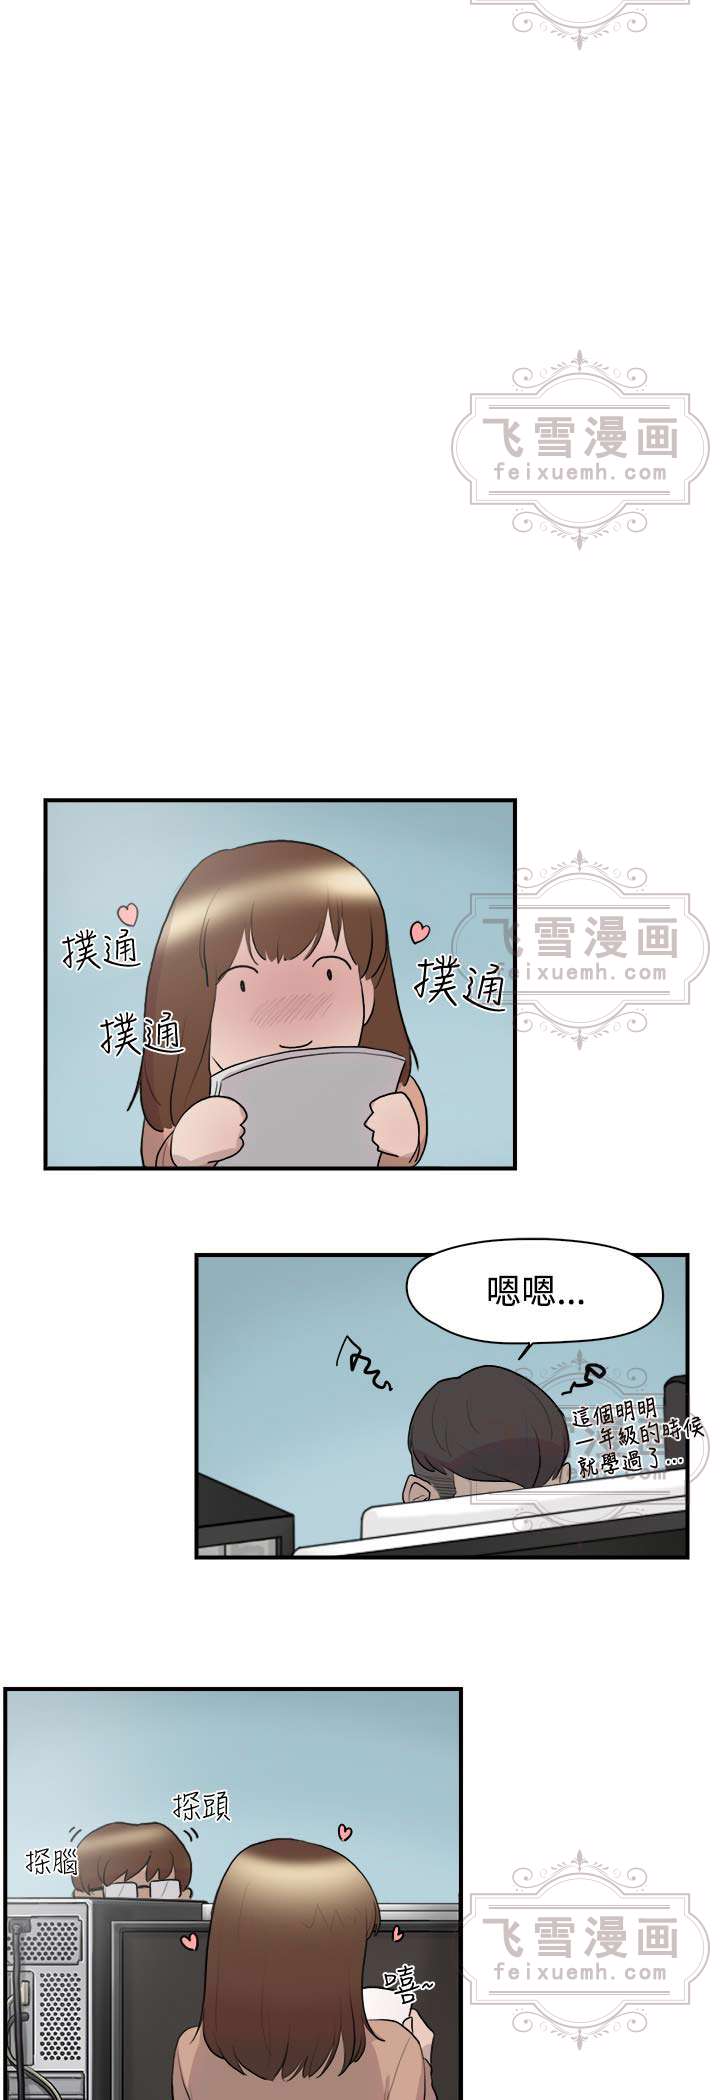 飞雪漫画
feixuemh.com
撲通
撲通
撲通
飞雪漫画
feixuemh.com
嗯嗯...
這個明明
一年級的時候
就學過了...
探頭
探腦
嘻~
飞雪漫画
feixuemh.com